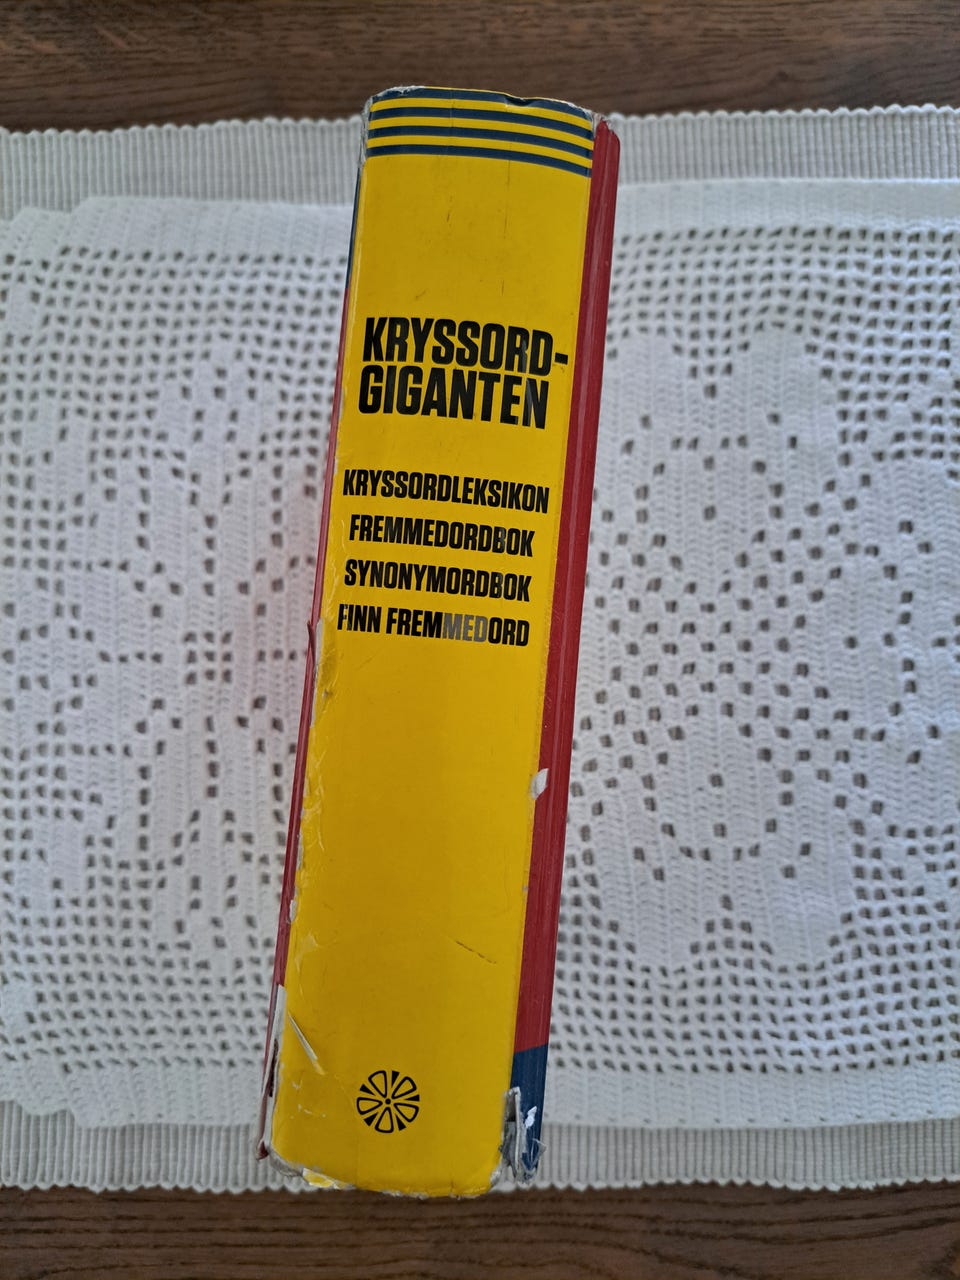 KRYSSORD-
GIGANTEN
KRYSSORDLEKSIKON
FREMMEDORDBOK
SYNONYMORDBOK
FINN FREMMEDORD